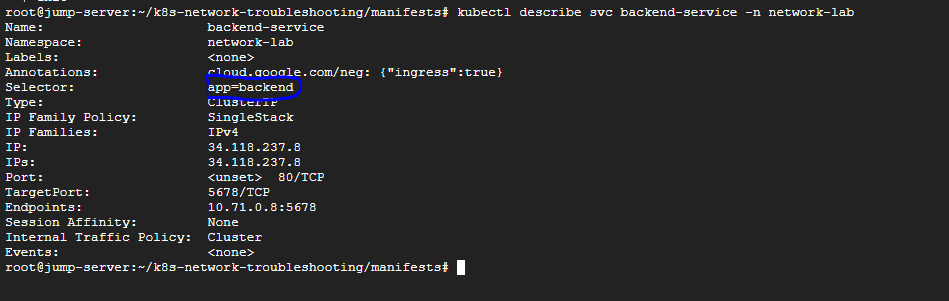 root@jump-server:~/k8s-network-troubleshooting/manifests# kubectl describe svc backend-service -n network-lab
Name: backend-service
Namespace: network-lab
Labels: <none>
Annotations: cloud.google.com/neg: {"ingress":true}
Selector: app=backend
Type: ClusterIP
IP Family Policy: SingleStack
IP Families: IPv4
IP: 34.118.237.8
IPs: 34.118.237.8
Port: <unset> 80/TCP
TargetPort: 5678/TCP
Endpoints: 10.71.0.8:5678
Session Affinity: None
Internal Traffic Policy: Cluster
Events: <none>
root@jump-server:~/k8s-network-troubleshooting/manifests#